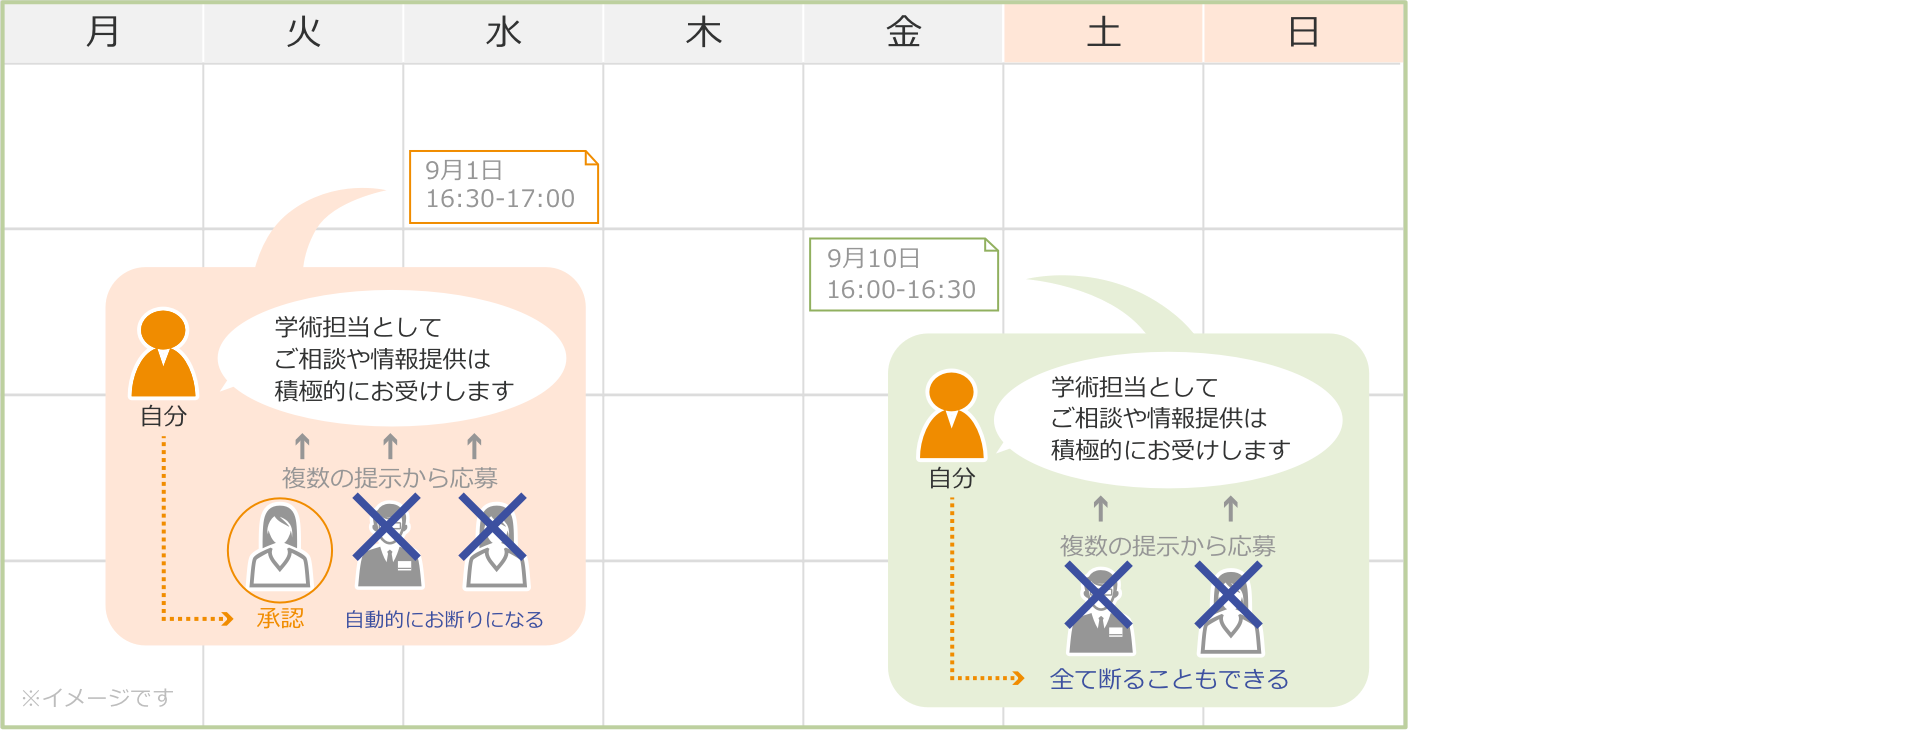 月
火
水
木
金
土
日
9月1日
16:30-17:00
学術担当として
ご相談や情報提供は
積極的にお受けします
自分
複数の提示から応募
承認
自動的にお断りになる
9月10日
16:00-16:30
学術担当として
ご相談や情報提供は
積極的にお受けします
自分
複数の提示から応募
全て断ることもできる
※イメージです